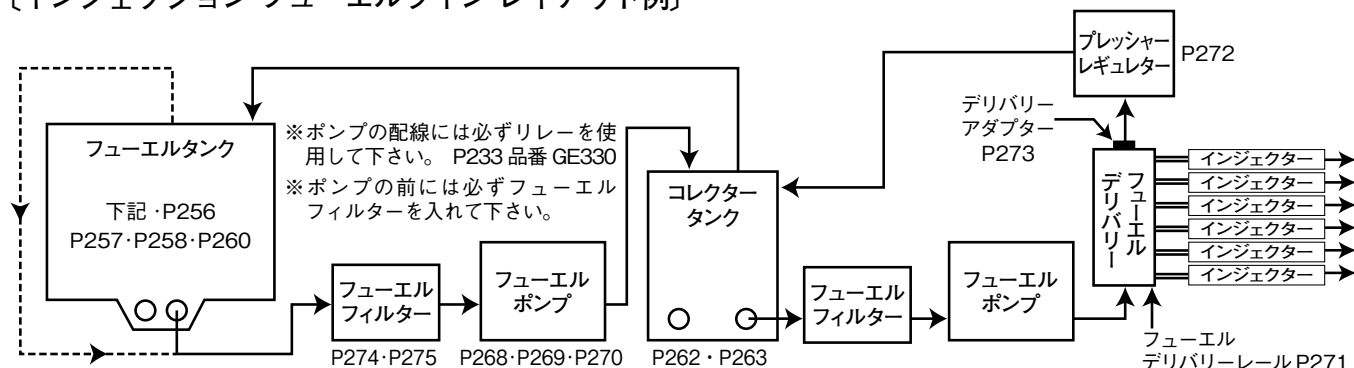 〔インジェクション フューエルライン レイアウト例〕
プレッシャー
レギュレター
P272
デリバリー
アダプター
P273
フューエルタンク
下記・P256
P257・P258・P260
※ポンプの配線には必ずリレーを使
用して下さい。 P233 品番 GE330
※ポンプの前には必ずフューエル
フィルターを入れて下さい。
コレクター
タンク
P262・P263
フューエル
フィルター
P274・P275
フューエル
ポンプ
P268・P269・P270
フューエル
フィルター
フューエル
ポンプ
フューエル
デリバリー
インジェクター
インジェクター
インジェクター
インジェクター
インジェクター
インジェクター
フューエル
デリバリーレール P271